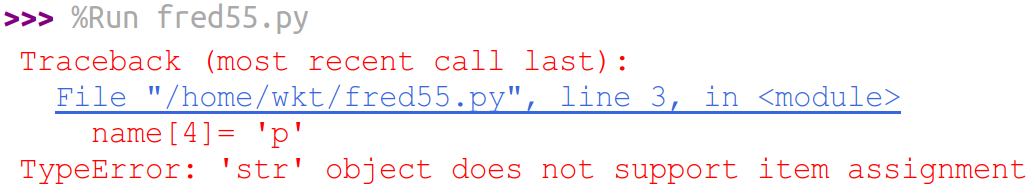 >>> %Run fred55.py
Traceback (most recent call last):
File "/home/wkt/fred55.py", line 3, in <module>
name[4]= 'p'
TypeError: 'str' object does not support item assignment